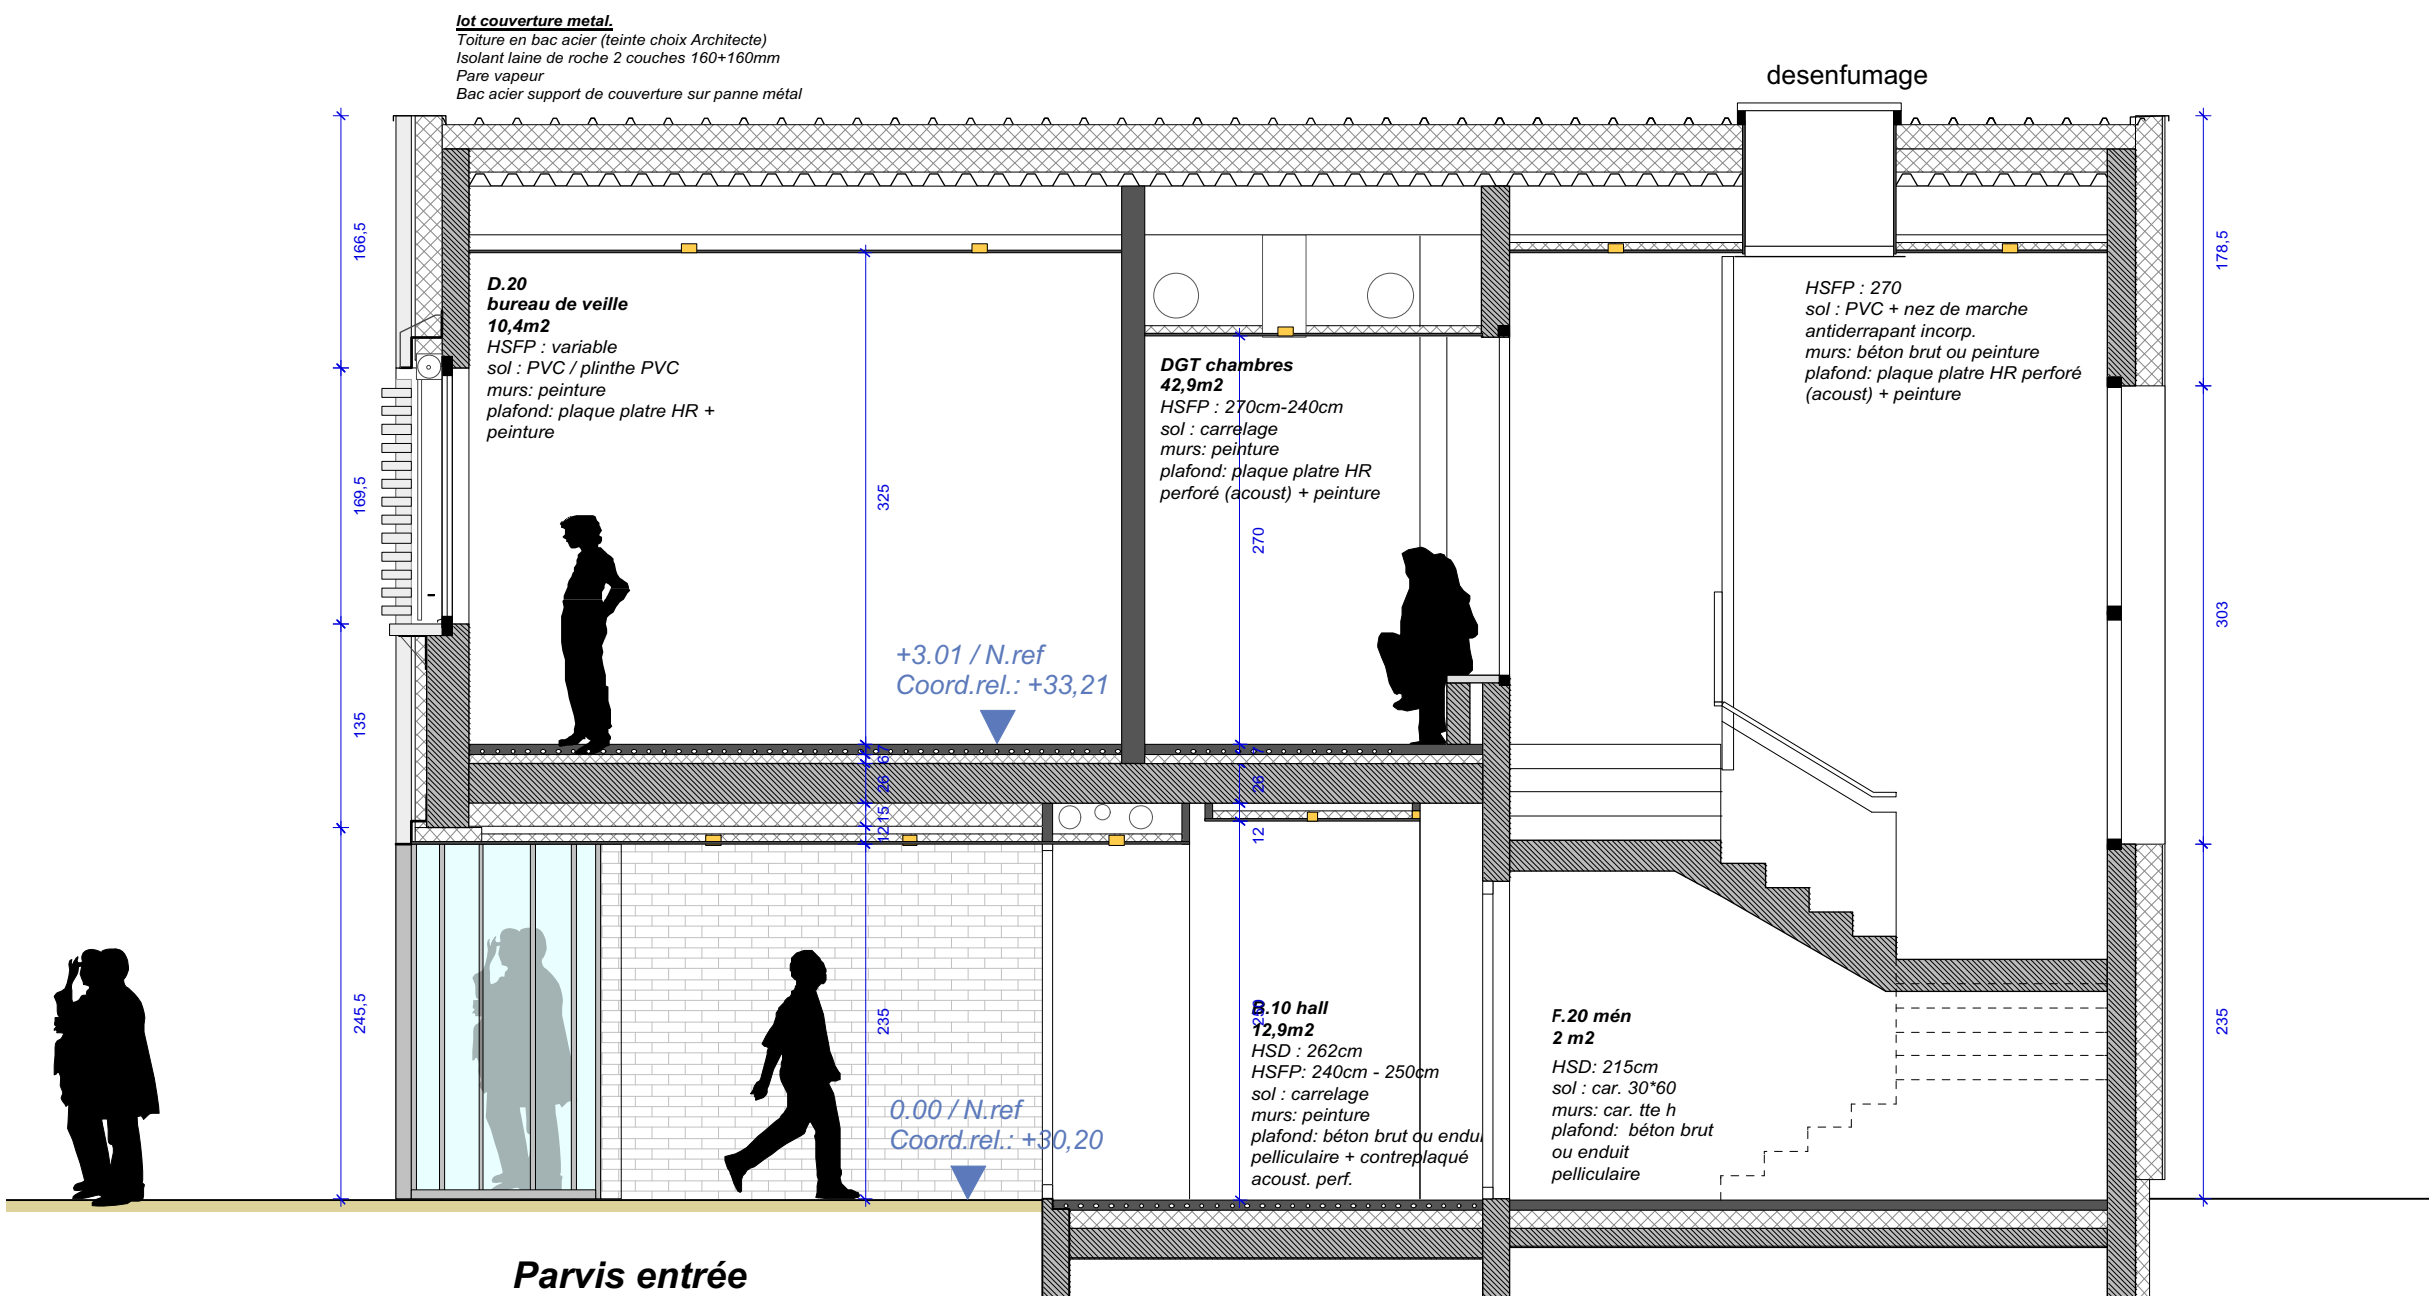 lot couverture metal.
Toiture en bac acier (teinte choix Architecte)
Isolant laine de roche 2 couches 160+160mm
Pare vapeur
Bac acier support de couverture sur panne métal
desenfumage
166,5
169,5
135
245,5
D.20
bureau de veille
10,4m2
HSFP : variable
sol : PVC / plinthe PVC
murs: peinture
plafond: plaque platre HR +
peinture
325
DGT chambres
42,9m2
HSFP : 270cm-240cm
sol : carrelage
murs: peinture
plafond: plaque platre HR
perforé (acoust) + peinture
270
HSFP : 270
sol : PVC + nez de marche
antiderrapant incorp.
murs: béton brut ou peinture
plafond: plaque platre HR perforé
(acoust) + peinture
178,5
303
235
+3.01 / N.ref
Coord.rel.: +33,21
7
6
26
15
12
235
7
26
12
0.00 / N.ref
Coord.rel.: +30,20
B.10 hall
12,9m2
HSD : 262cm
HSFP: 240cm - 250cm
sol : carrelage
murs: peinture
plafond: béton brut ou endui
pelliculaire + contreplaqué
acoust. perf.
F.20 mén
2 m2
HSD: 215cm
sol : car. 30*60
murs: car. tte h
plafond: béton brut
ou enduit
pelliculaire
Parvis entrée